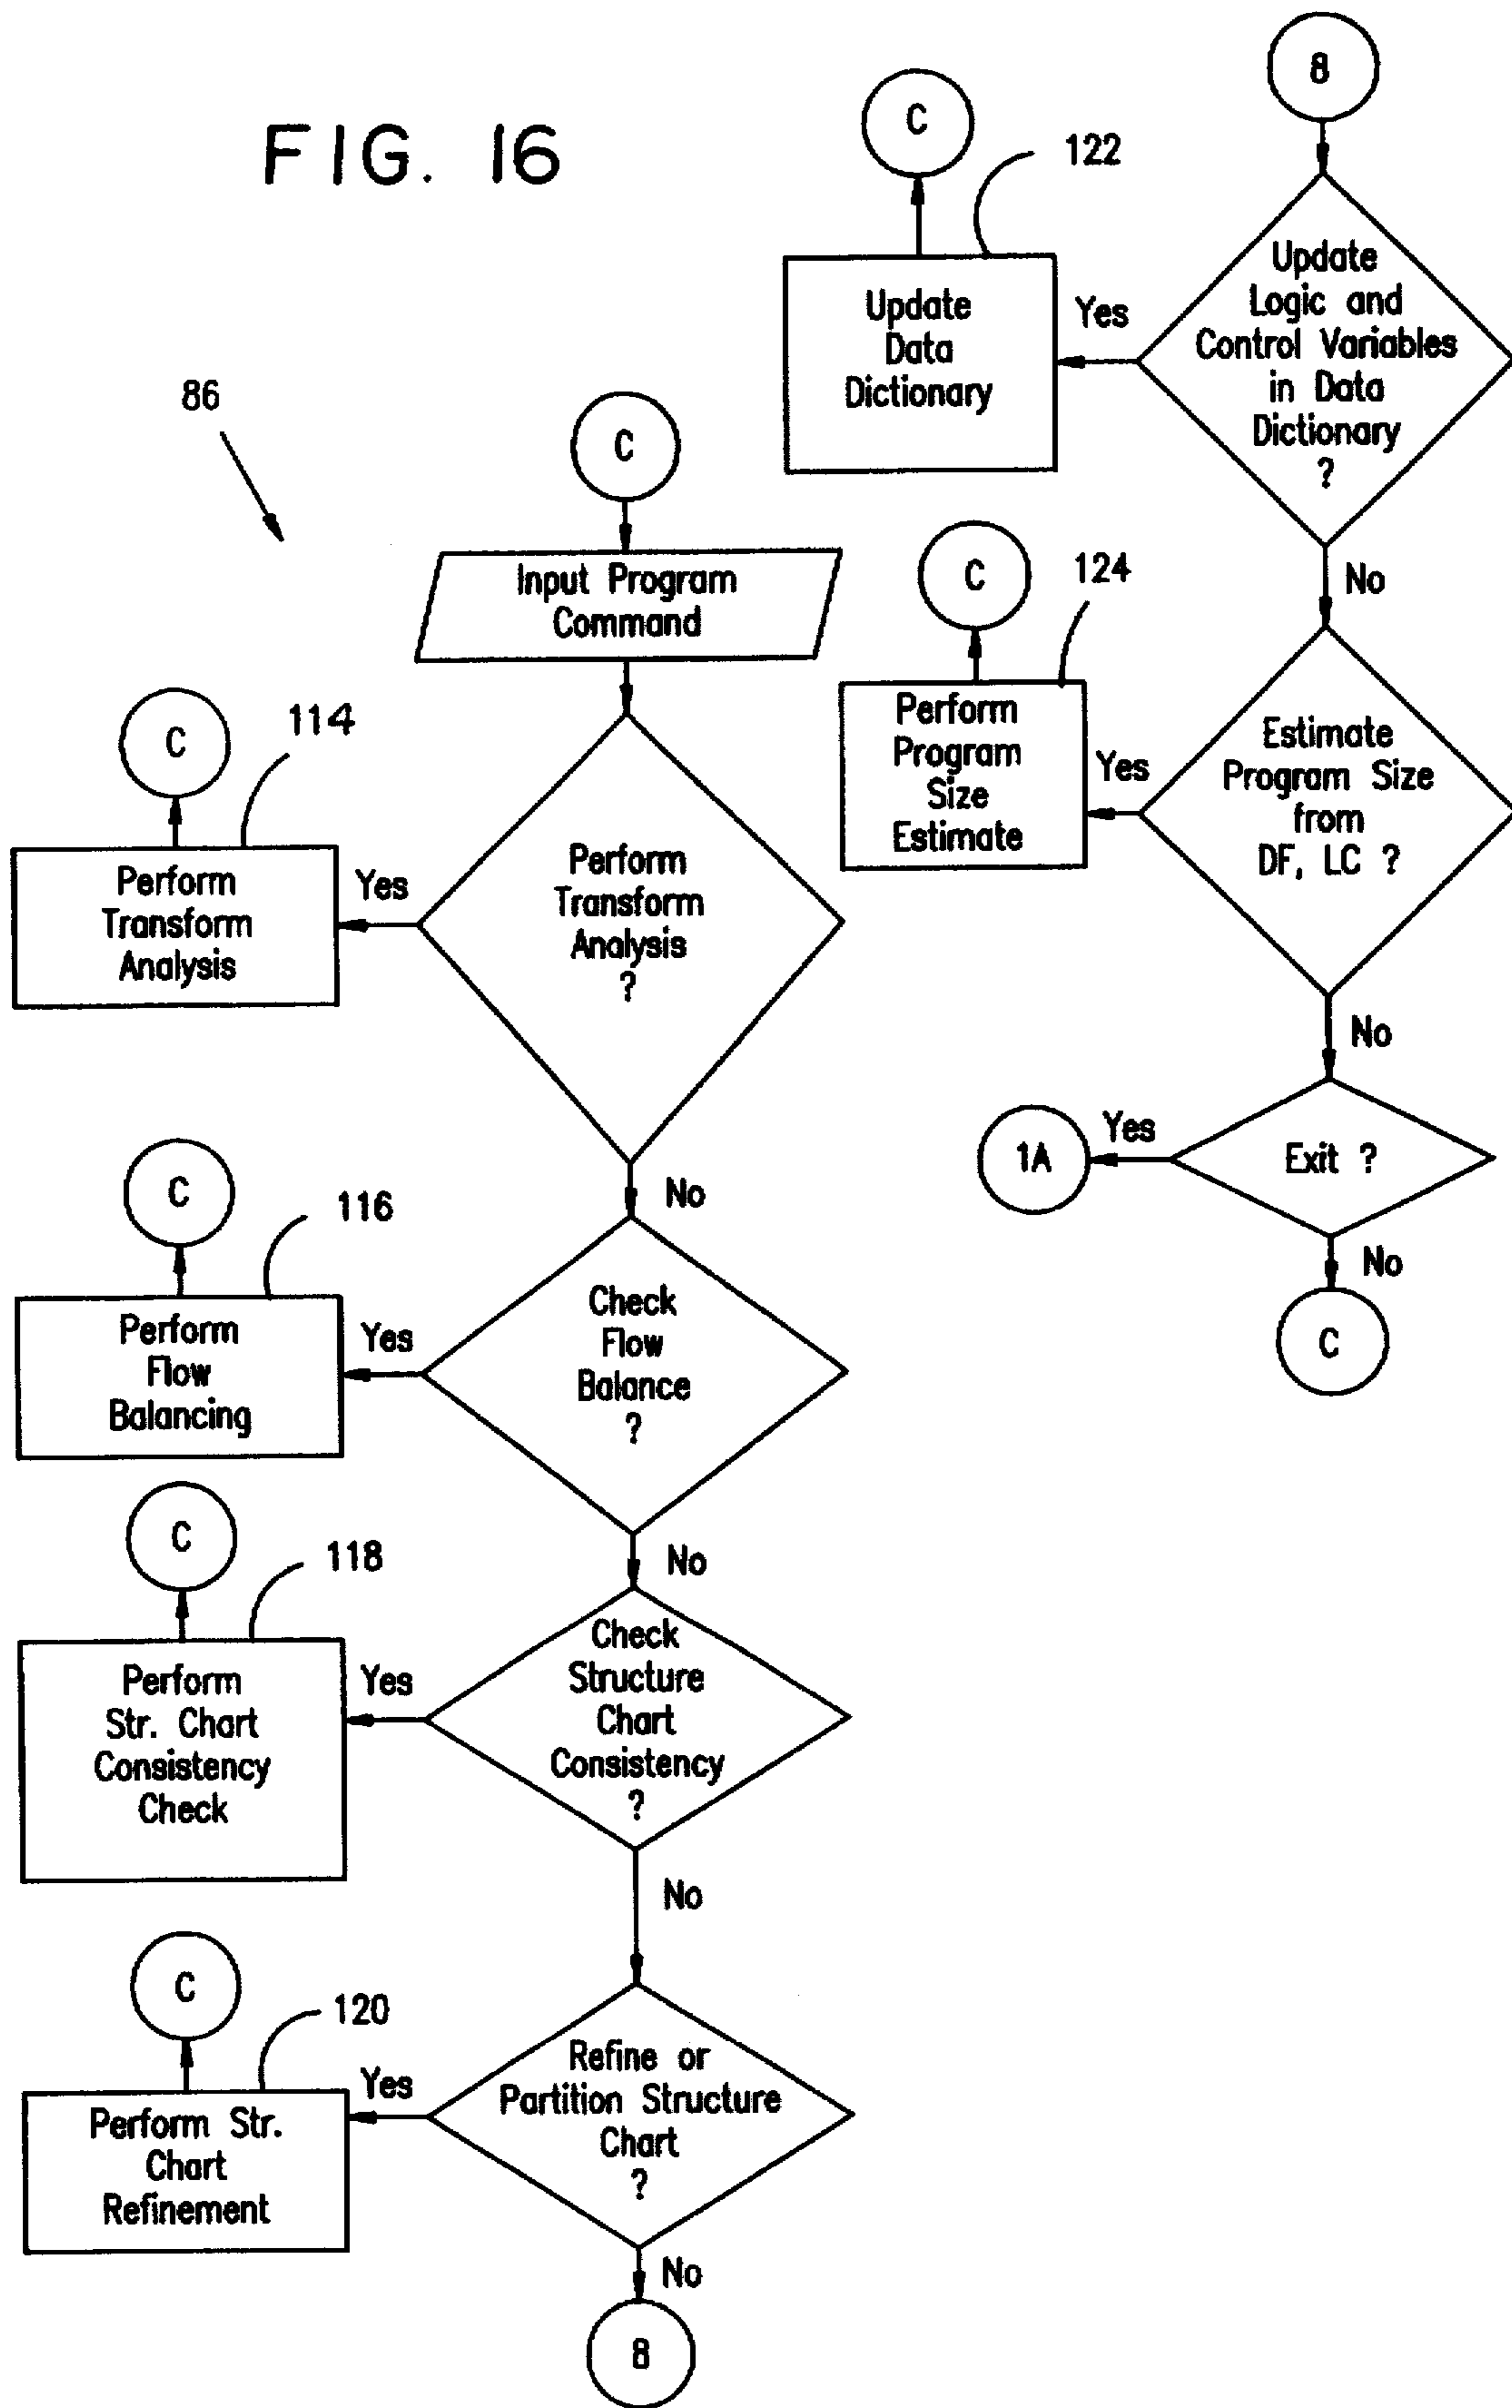 FIG. 16
86
C
Input Program
Command
C
114
Perform
Transform
Analysis
Yes
Perform
Transform
Analysis
?
No
C
116
Perform
Flow
Balancing
Yes
Check
Flow
Balance
?
No
C
118
Perform
Str. Chart
Consistency
Check
Yes
Check
Structure
Chart
Consistency
?
No
C
120
Perform Str.
Chart
Refinement
Yes
Refine or
Partition Structure
Chart
?
No
8
8
C
122
Update
Data
Dictionary
Yes
Update
Logic and
Control Variables
in Data
Dictionary
?
No
C
124
Perform
Program
Size
Estimate
Yes
Estimate
Program Size
from
DF, LC ?
No
1A
Yes
Exit ?
No
C